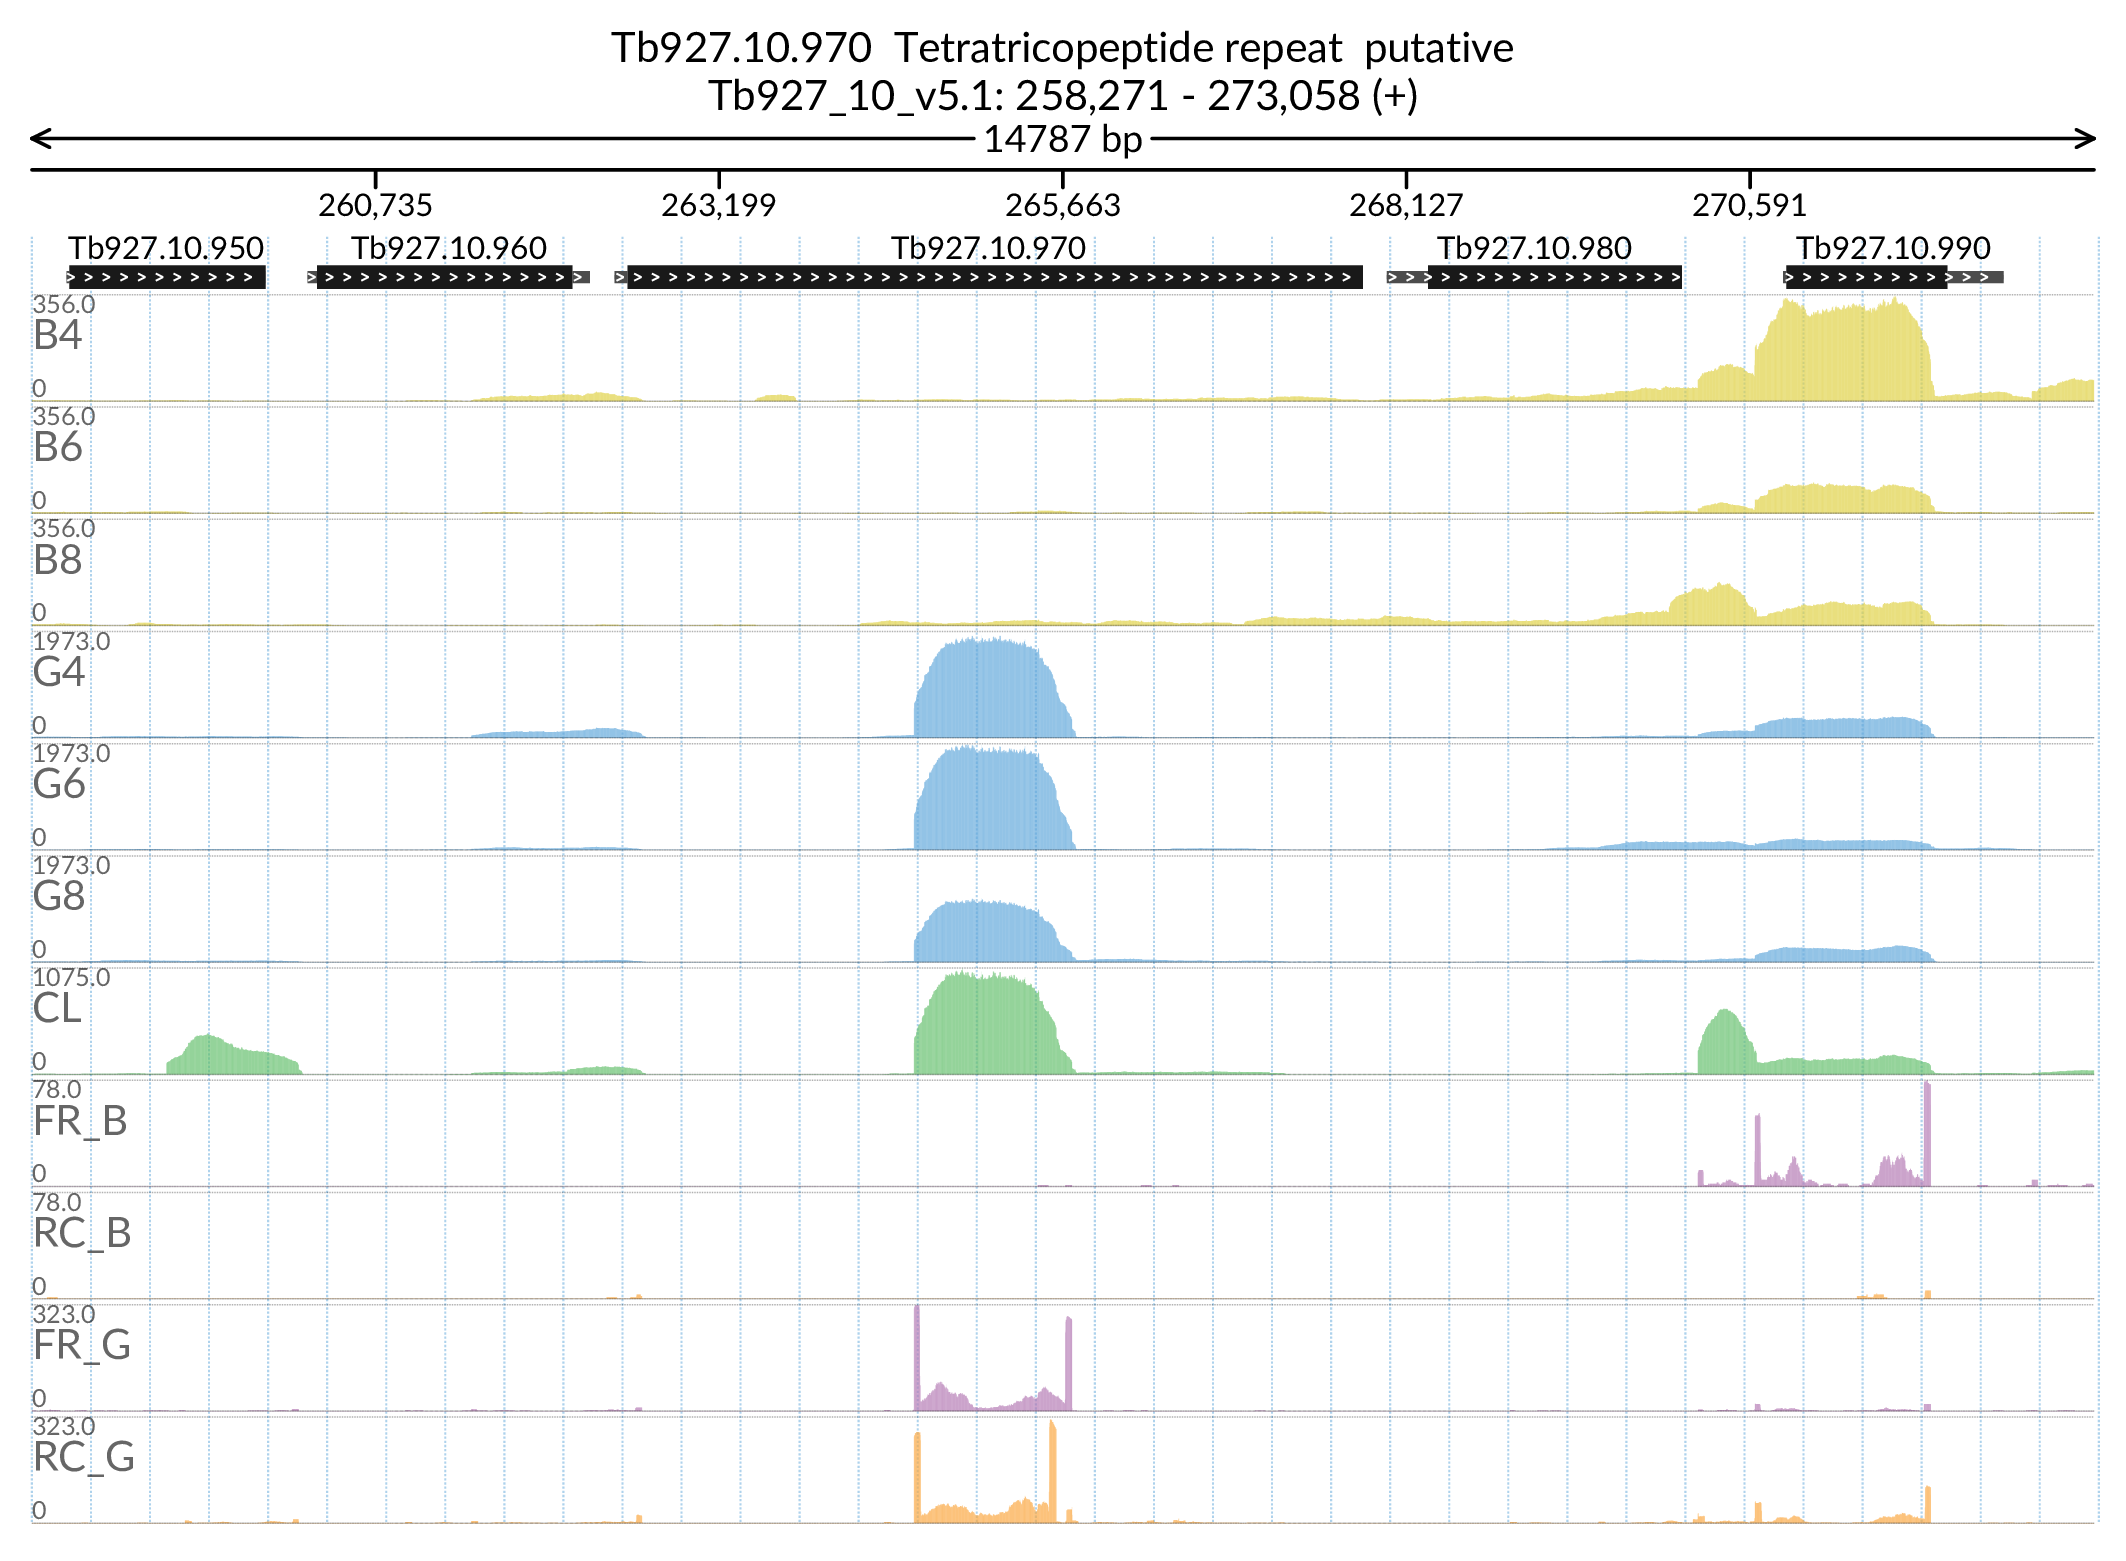 Tb927.10.970 Tetratricopeptide repeat putative
Tb927_10_v5.1: 258,271 - 273,058 (+)
14787 bp
260,735 263,199 265,663 268,127 270,591
Tb927.10.950 Tb927.10.960 Tb927.10.970 Tb927.10.980 Tb927.10.990
356.0
B4
0
356.0
B6
0
356.0
B8
0
1973.0
G4
0
1973.0
G6
0
1973.0
G8
0
1075.0
CL
0
78.0
FR_B
0
78.0
RC_B
0
323.0
FR_G
0
323.0
RC_G
0